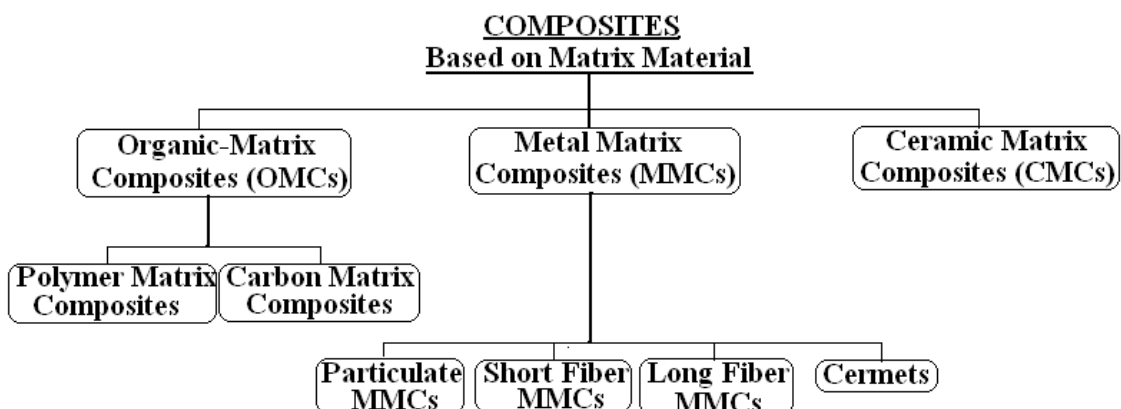 COMPOSITES
Based on Matrix Material
Organic-Matrix
Composites (OMCs)
Metal Matrix
Composites (MMCs)
Ceramic Matrix
Composites (CMCs)
Polymer Matrix
Composites
Carbon Matrix
Composites
Particulate
MMCs
Short Fiber
MMCs
Long Fiber
MMCs
Cermets